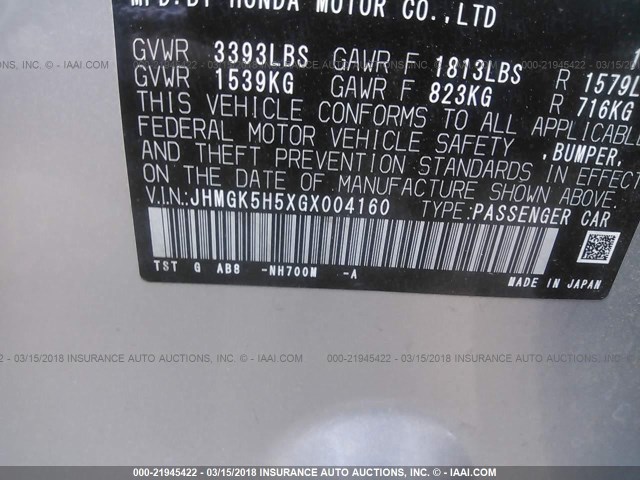 MFD.BY HONDA MOTOR CO.,LTD
GVWR 3393LBS GAWR F 1813LBS R 1579L
GVWR 1539KG GAWR F 823KG R 716KG
THIS VEHICLE CONFORMS TO ALL APPLICABLE
FEDERAL MOTOR VEHICLE SAFETY ,BUMPER,
AND THEFT PREVENTION STANDARDS IN EFFECT
ON THE DATE OF MANUFACTURE SHOWN ABOVE.
V.I.N.:JHMGK5H5XGX004160 TYPE:PASSENGER CAR
TST G AB8 -NH700M -A MADE IN JAPAN
000-21945422 - 03/15/2018 INSURANCE AUTO AUCTIONS, INC. © - IAAI.COM